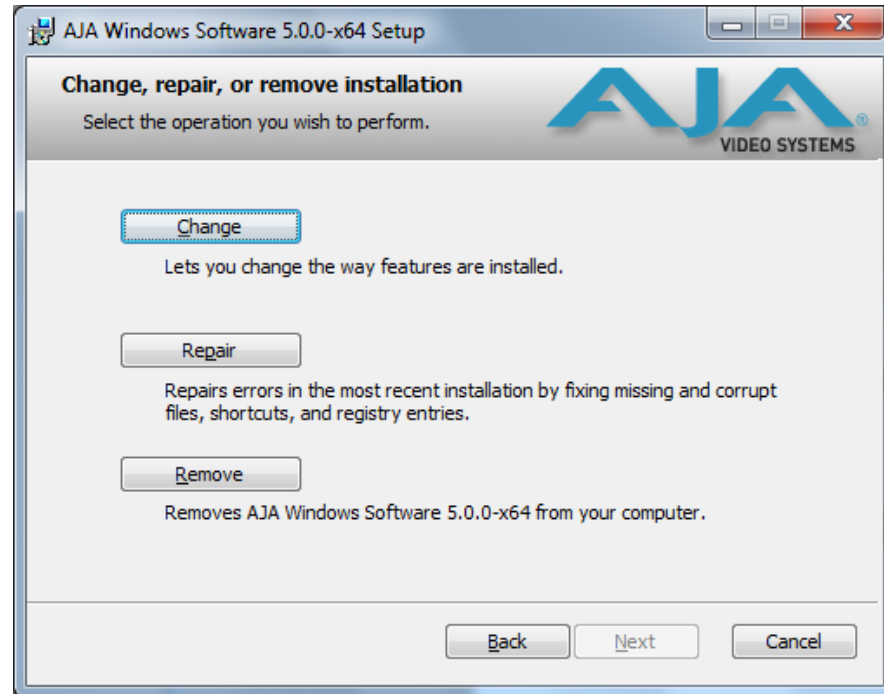 AJA Windows Software 5.0.0-x64 Setup
Change, repair, or remove installation
Select the operation you wish to perform.
AJA®
VIDEO SYSTEMS
Change
Lets you change the way features are installed.
Repair
Repairs errors in the most recent installation by fixing missing and corrupt
files, shortcuts, and registry entries.
Remove
Removes AJA Windows Software 5.0.0-x64 from your computer.
Back Next Cancel